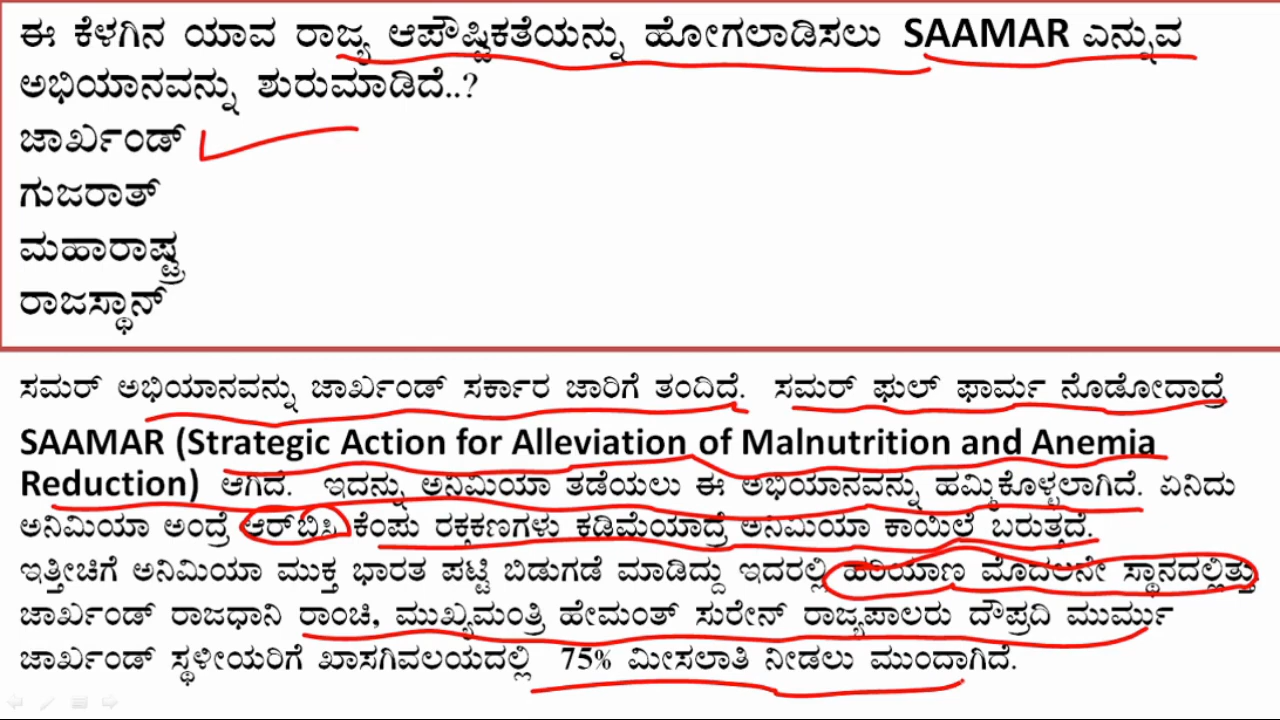 ಈ ಕೆಳಗಿನ ಯಾವ ರಾಜ್ಯ ಆಪೌಷ್ಟಿಕತೆಯನ್ನು ಹೋಗಲಾಡಿಸಲು SAAMAR ಎನ್ನುವ
ಅಭಿಯಾನವನ್ನು ಶುರುಮಾಡಿದೆ..?
ಜಾರ್ಖಂಡ್
ಗುಜರಾತ್
ಮಹಾರಾಷ್ಟ್ರ
ರಾಜಸ್ಥಾನ್
ಸಮರ್ ಅಭಿಯಾನವನ್ನು ಜಾರ್ಖಂಡ್ ಸರ್ಕಾರ ಜಾರಿಗೆ ತಂದಿದೆ. ಸಮರ್ ಫುಲ್ ಫಾರ್ಮ ನೊಡೋದಾದ್ರೆ
SAAMAR (Strategic Action for Alleviation of Malnutrition and Anemia
Reduction) ಆಗಿದೆ. ಇದನ್ನು ಅನಿಮಿಯಾ ತಡೆಯಲು ಈ ಅಭಿಯಾನವನ್ನು ಹಮ್ಮಿಕೊಳ್ಳಲಾಗಿದೆ. ಏನಿದು
ಅನಿಮಿಯಾ ಅಂದ್ರೆ ಆರ್‌ಬಿಸಿ ಕೆಂಪು ರಕ್ತಕಣಗಳು ಕಡಿಮೆಯಾದ್ರೆ ಅನಿಮಿಯಾ ಕಾಯಿಲೆ ಬರುತ್ತದೆ.
ಇತ್ತೀಚಿಗೆ ಅನಿಮಿಯಾ ಮುಕ್ತ ಭಾರತ ಪಟ್ಟಿ ಬಿಡುಗಡೆ ಮಾಡಿದ್ದು ಇದರಲ್ಲಿ ಹರಿಯಾಣ ಮೊದಲನೇ ಸ್ಥಾನದಲ್ಲಿತ್ತು
ಜಾರ್ಖಂಡ್ ರಾಜಧಾನಿ ರಾಂಚಿ, ಮುಖ್ಯಮಂತ್ರಿ ಹೇಮಂತ್ ಸುರೇನ್ ರಾಜ್ಯಪಾಲರು ದೌಪ್ರದಿ ಮುರ್ಮು
ಜಾರ್ಖಂಡ್ ಸ್ಥಳೀಯರಿಗೆ ಖಾಸಗಿವಲಯದಲ್ಲಿ 75% ಮೀಸಲಾತಿ ನೀಡಲು ಮುಂದಾಗಿದೆ.